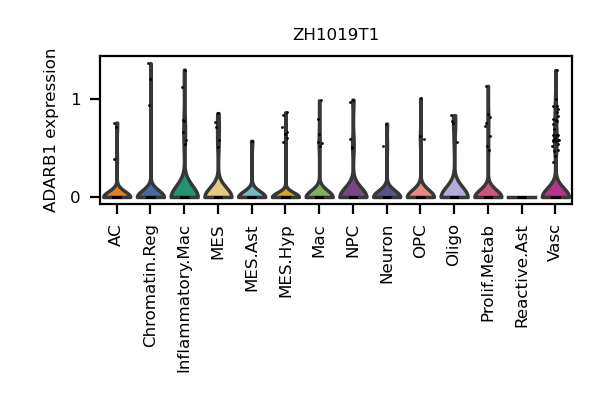 ZH1019T1
ADARB1 expression
1
0
AC
Chromatin.Reg
Inflammatory.Mac
MES
MES.Ast
MES.Hyp
Mac
NPC
Neuron
OPC
Oligo
Prolif.Metab
Reactive.Ast
Vasc